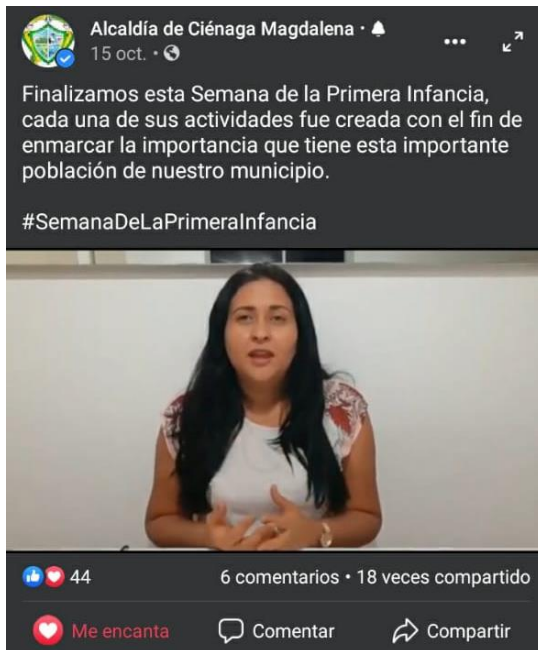 Alcaldía de Ciénaga Magdalena ·
15 oct. ·
Finalizamos esta Semana de la Primera Infancia,
cada una de sus actividades fue creada con el fin de
enmarcar la importancia que tiene esta importante
población de nuestro municipio.
#SemanaDeLaPrimeraInfancia
44
6 comentarios • 18 veces compartido
Me encanta
Comentar
Compartir